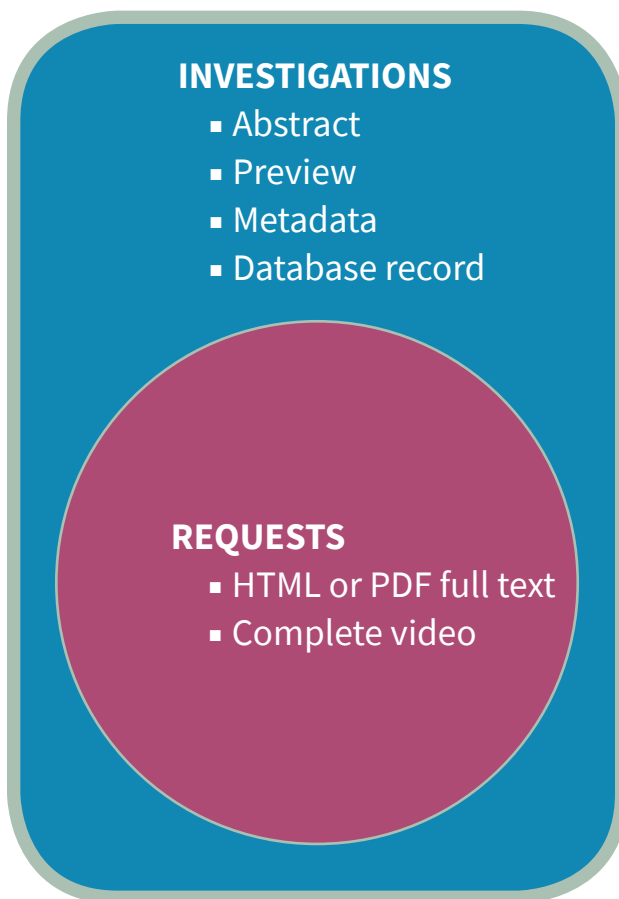 INVESTIGATIONS
▪ Abstract
▪ Preview
▪ Metadata
▪ Database record
REQUESTS
▪ HTML or PDF full text
▪ Complete video